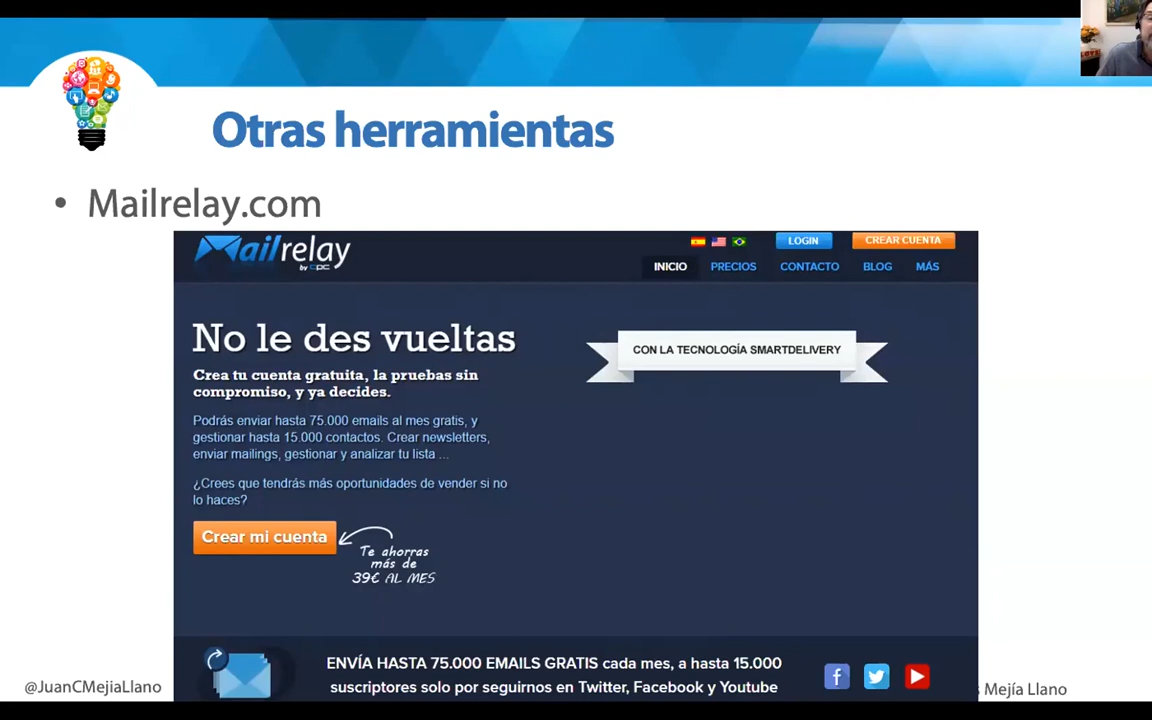 Otras herramientas
• Mailrelay.com
Mailrelay
by cpc
LOGIN
CREAR CUENTA
INICIO
PRECIOS
CONTACTO
BLOG
MÁS
No le des vueltas
Crea tu cuenta gratuita, la pruebas sin
compromiso, y ya decides.
Podrás enviar hasta 75.000 emails al mes gratis, y
gestionar hasta 15.000 contactos. Crear newsletters,
enviar mailings, gestionar y analizar tu lista ...
¿Crees que tendrás más oportunidades de vender si no
lo haces?
Crear mi cuenta
Te ahorras
más de
39€ AL MES
CON LA TECNOLOGÍA SMARTDELIVERY
ENVÍA HASTA 75.000 EMAILS GRATIS cada mes, a hasta 15.000
suscriptores solo por seguirnos en Twitter, Facebook y Youtube
@JuanCMejiaLlano
Mejía Llano